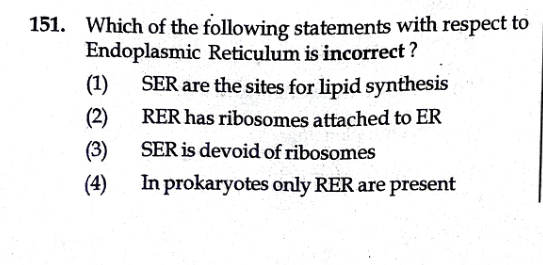 151. Which of the following statements with respect to
Endoplasmic Reticulum is incorrect ?
(1) SER are the sites for lipid synthesis
(2) RER has ribosomes attached to ER
(3) SER is devoid of ribosomes
(4) In prokaryotes only RER are present